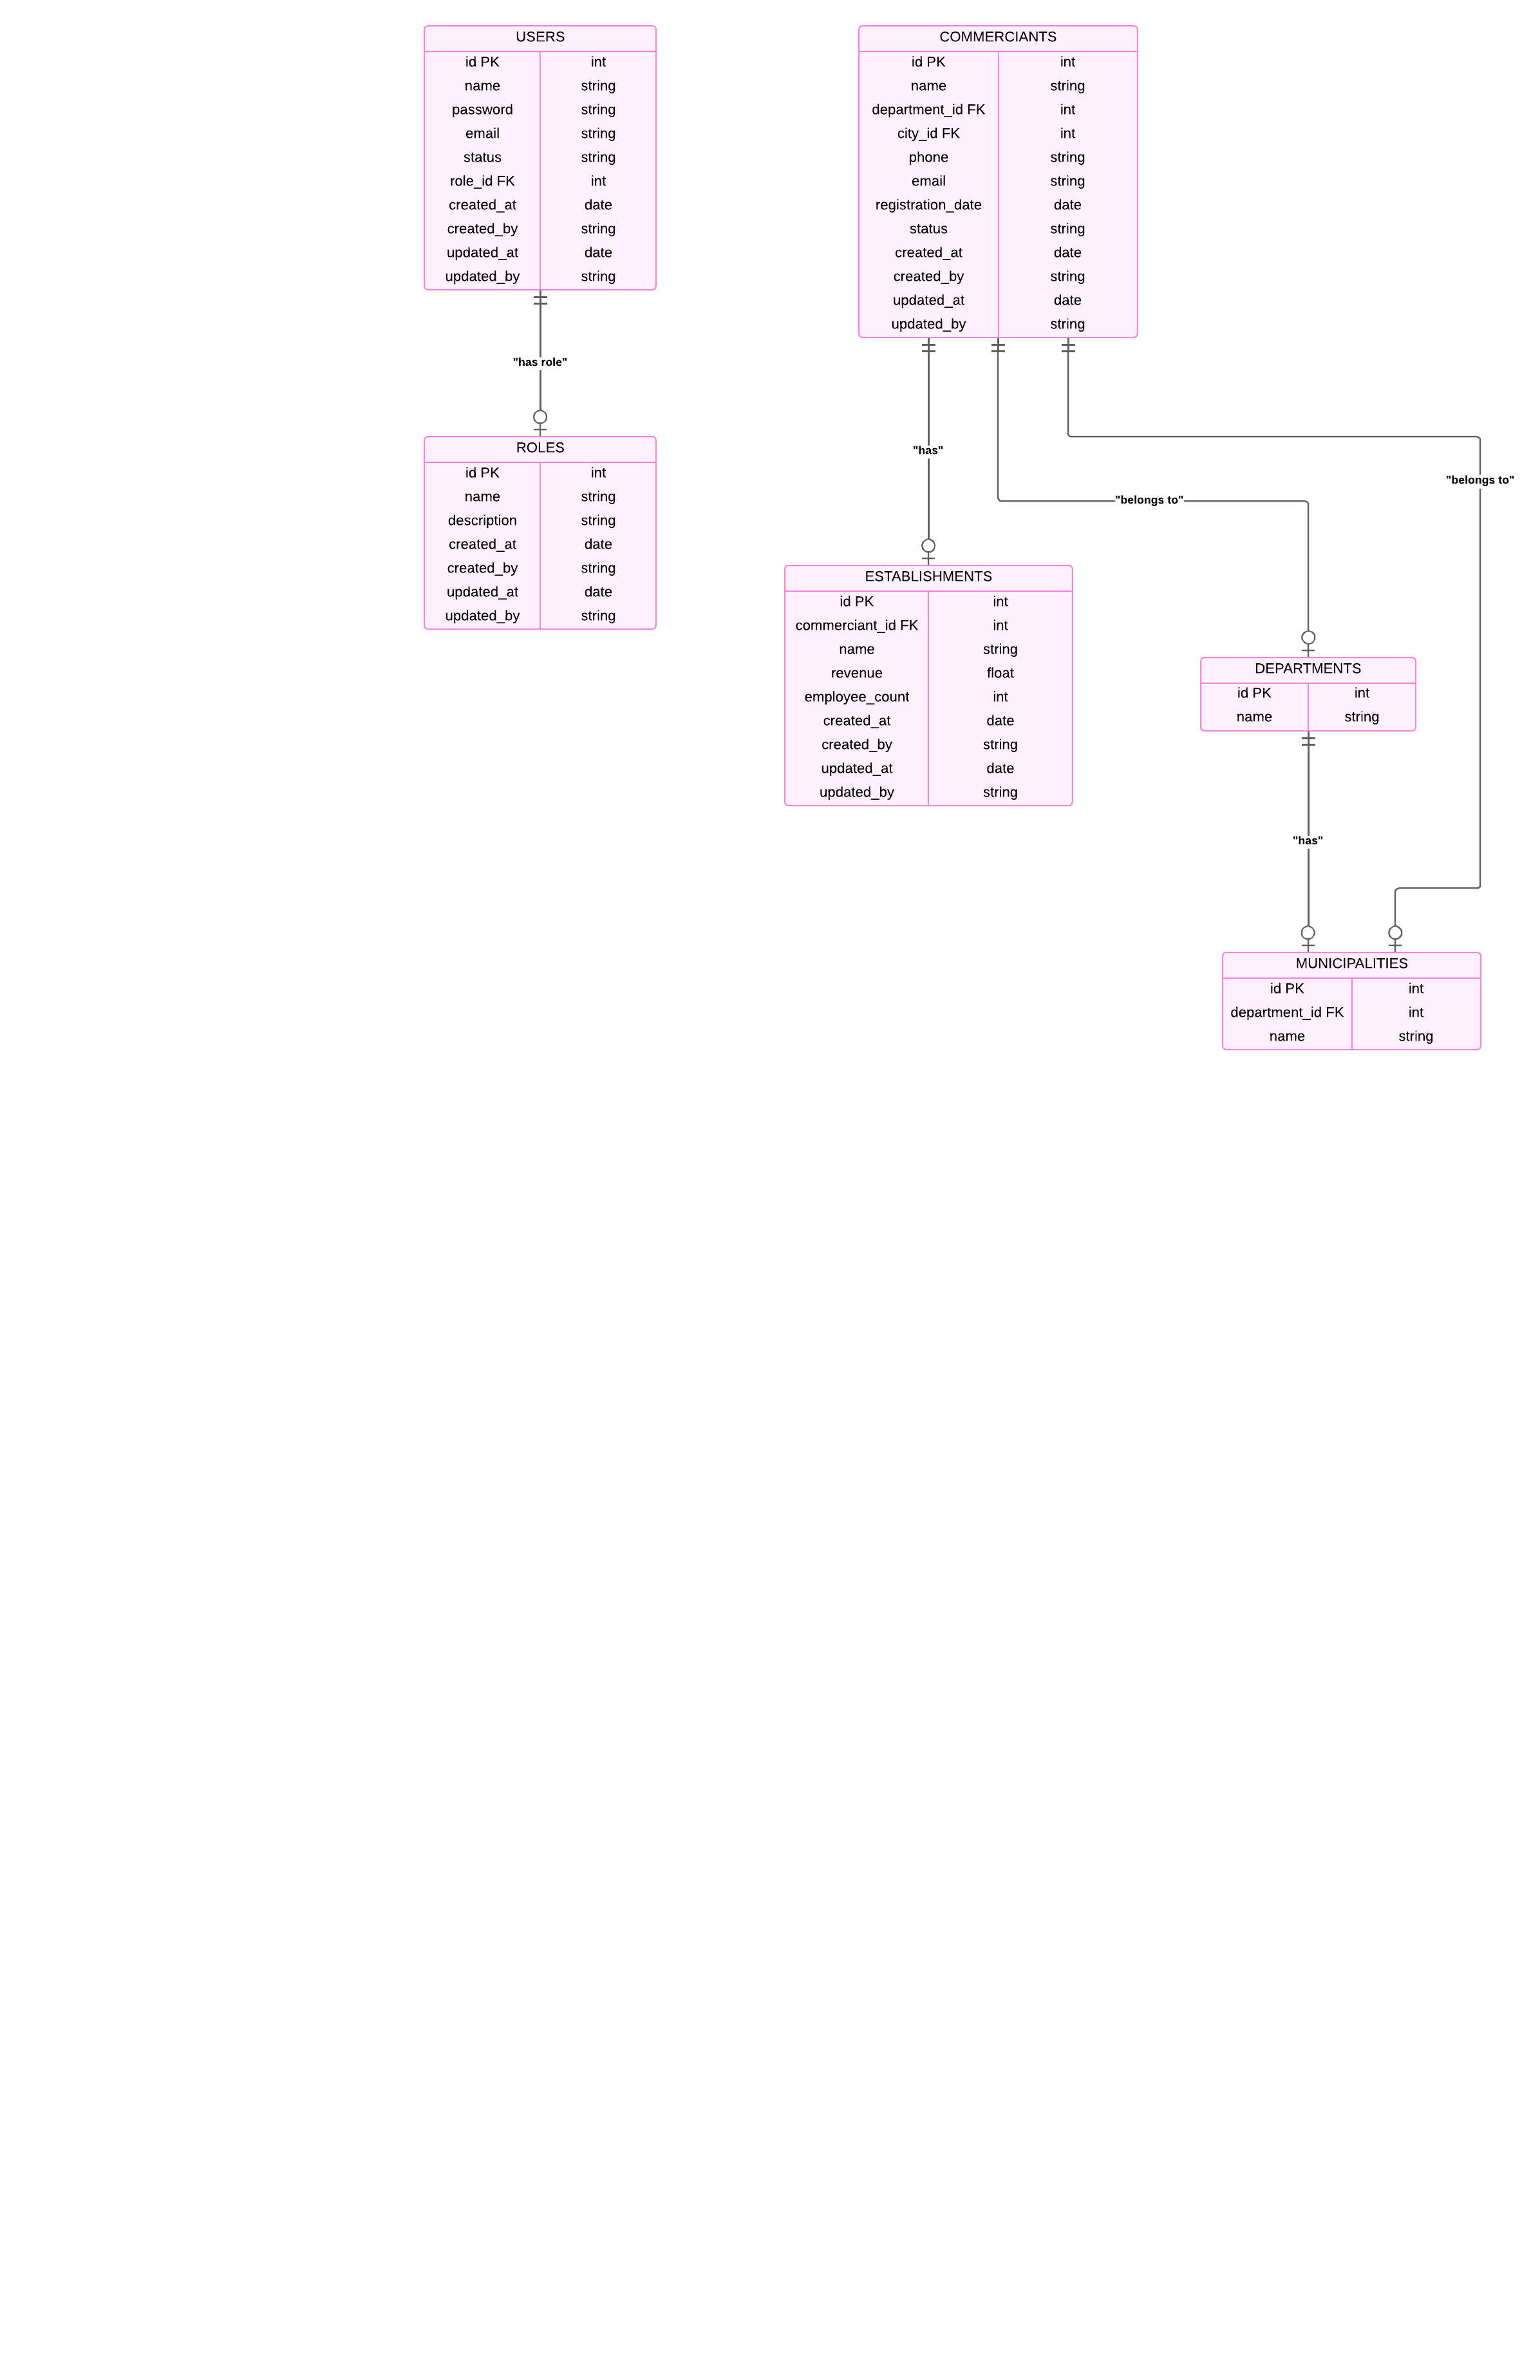 USERS
id PK int
name string
password string
email string
status string
role_id FK int
created_at date
created_by string
updated_at date
updated_by string
"has role"
ROLES
id PK int
name string
description string
created_at date
created_by string
updated_at date
updated_by string
COMMERCIANTS
id PK int
name string
department_id FK int
city_id FK int
phone string
email string
registration_date date
status string
created_at date
created_by string
updated_at date
updated_by string
"has"
"belongs to"
"belongs to"
ESTABLISHMENTS
id PK int
commerciant_id FK int
name string
revenue float
employee_count int
created_at date
created_by string
updated_at date
updated_by string
DEPARTMENTS
id PK int
name string
"has"
MUNICIPALITIES
id PK int
department_id FK int
name string